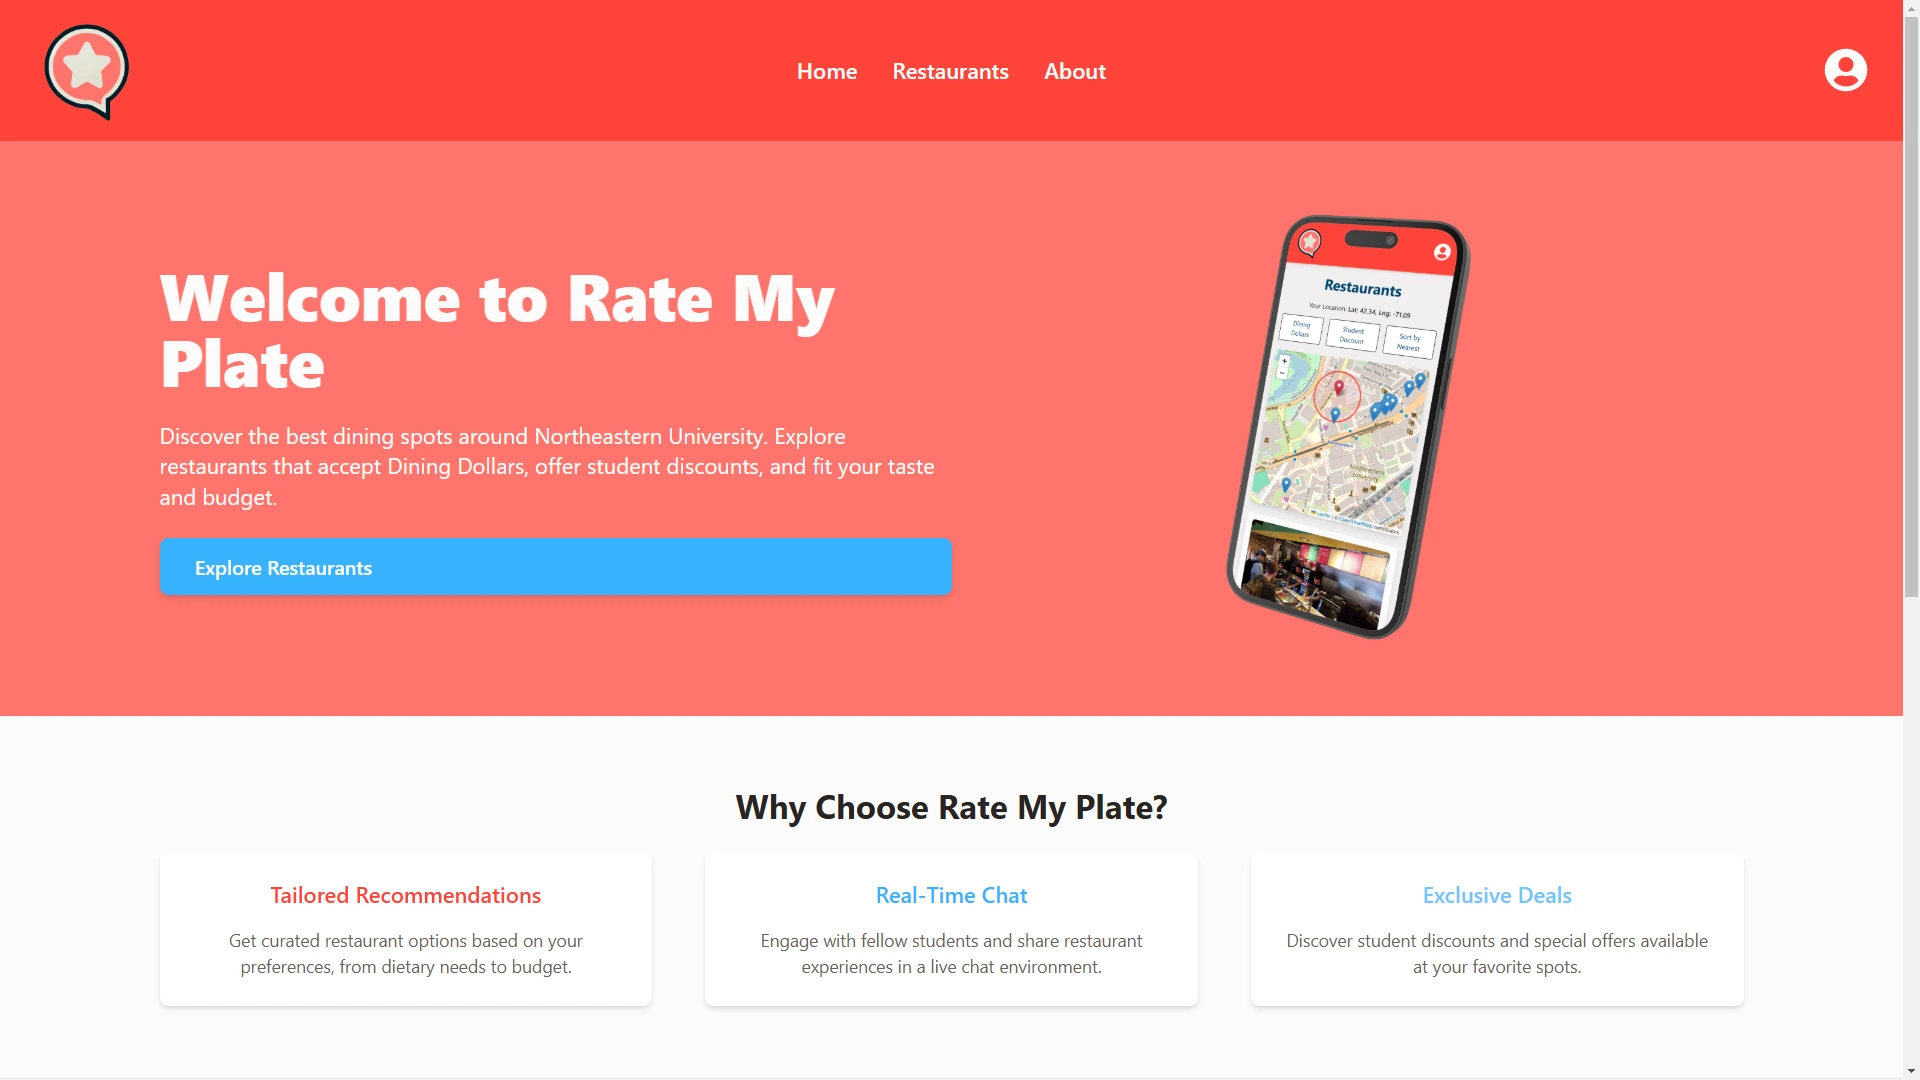 Home Restaurants About
Welcome to Rate My
Plate
Discover the best dining spots around Northeastern University. Explore
restaurants that accept Dining Dollars, offer student discounts, and fit your taste
and budget.
Explore Restaurants
Restaurants
Your Location: Lat: 42.34, Lng: -71.09
Dining
Dollars
Student
Discount
Sort by
Nearest
+
−
Northeastern
University
Leaflet | © OpenStreetMap contributors
Why Choose Rate My Plate?
Tailored Recommendations
Get curated restaurant options based on your
preferences, from dietary needs to budget.
Real-Time Chat
Engage with fellow students and share restaurant
experiences in a live chat environment.
Exclusive Deals
Discover student discounts and special offers available
at your favorite spots.